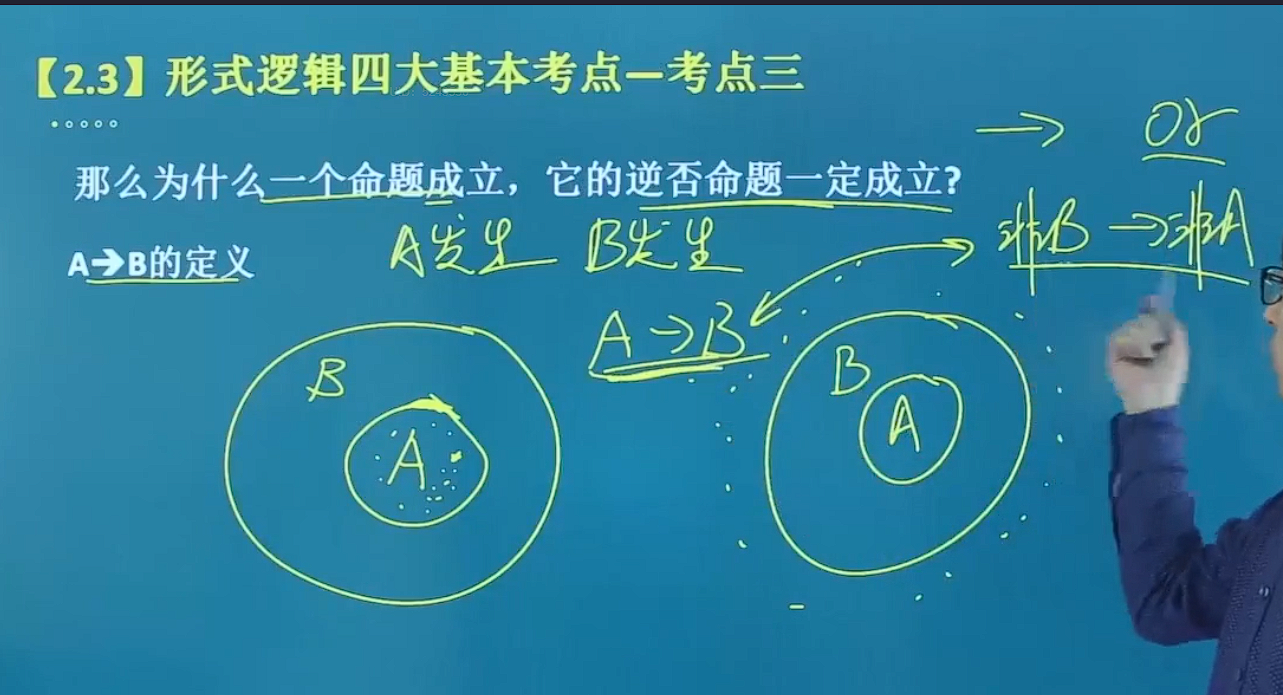 【2.3】形式逻辑四大基本考点—考点三
→ or
那么为什么一个命题成立，它的逆否命题一定成立?
非B→非A
A发生 B发生
A→B的定义
A→B
B
A
B
A